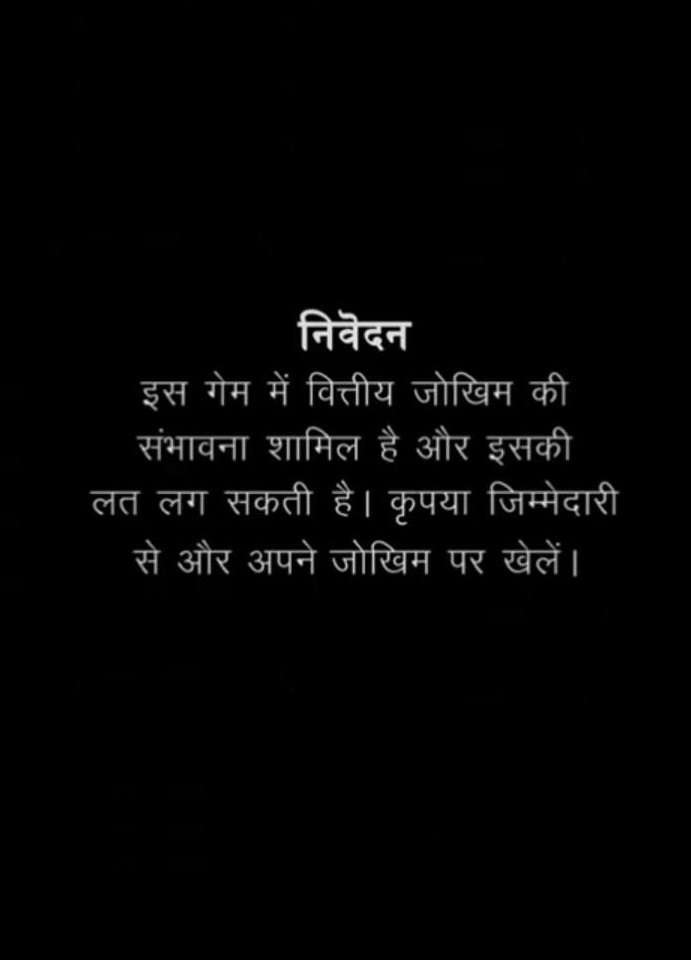 निवेदन
इस गेम में वित्तीय जोखिम की
संभावना शामिल है और इसकी
लत लग सकती है। कृपया जिम्मेदारी
से और अपने जोखिम पर खेलें।